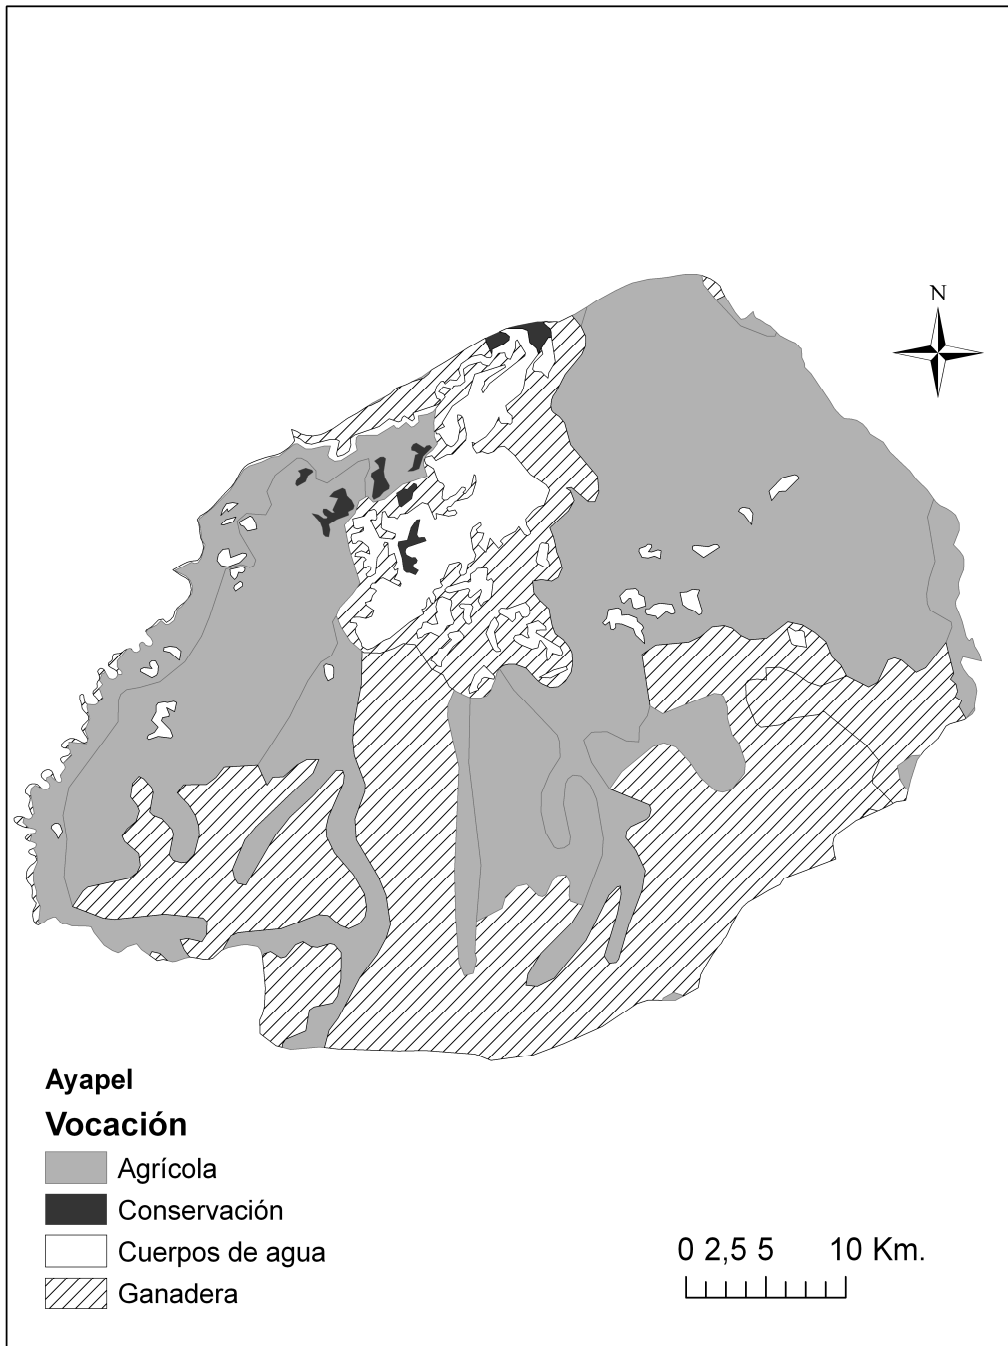 N
Ayapel
Vocación
Agrícola
Conservación
Cuerpos de agua
Ganadera
0 2,5 5 10 Km.